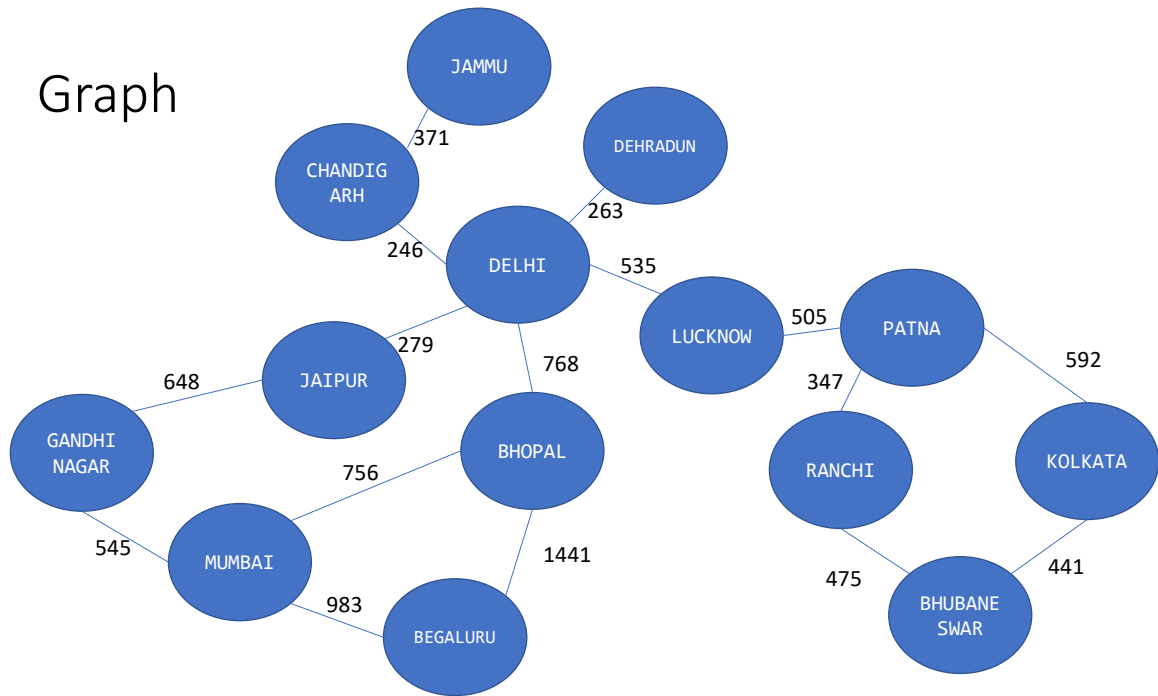 Graph
JAMMU
371
DEHRADUN
CHANDIG
ARH
263
246
DELHI
535
LUCKNOW
505
PATNA
279
768
592
347
648
JAIPUR
GANDHI
NAGAR
756
BHOPAL
RANCHI
KOLKATA
545
MUMBAI
1441
475
441
983
BEGALURU
BHUBANE
SWAR